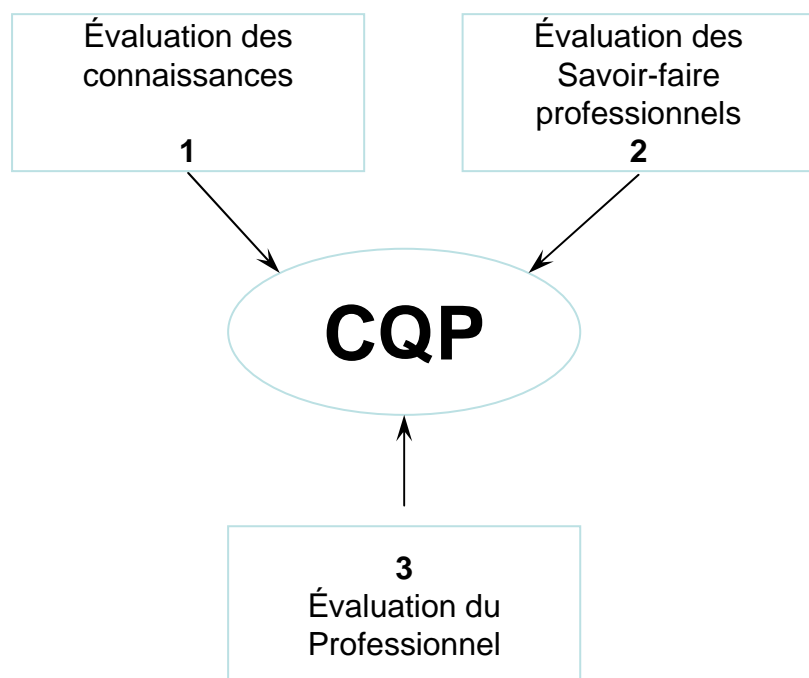 Évaluation des
connaissances
1
Évaluation des
Savoir-faire
professionnels
2
CQP
3
Évaluation du
Professionnel